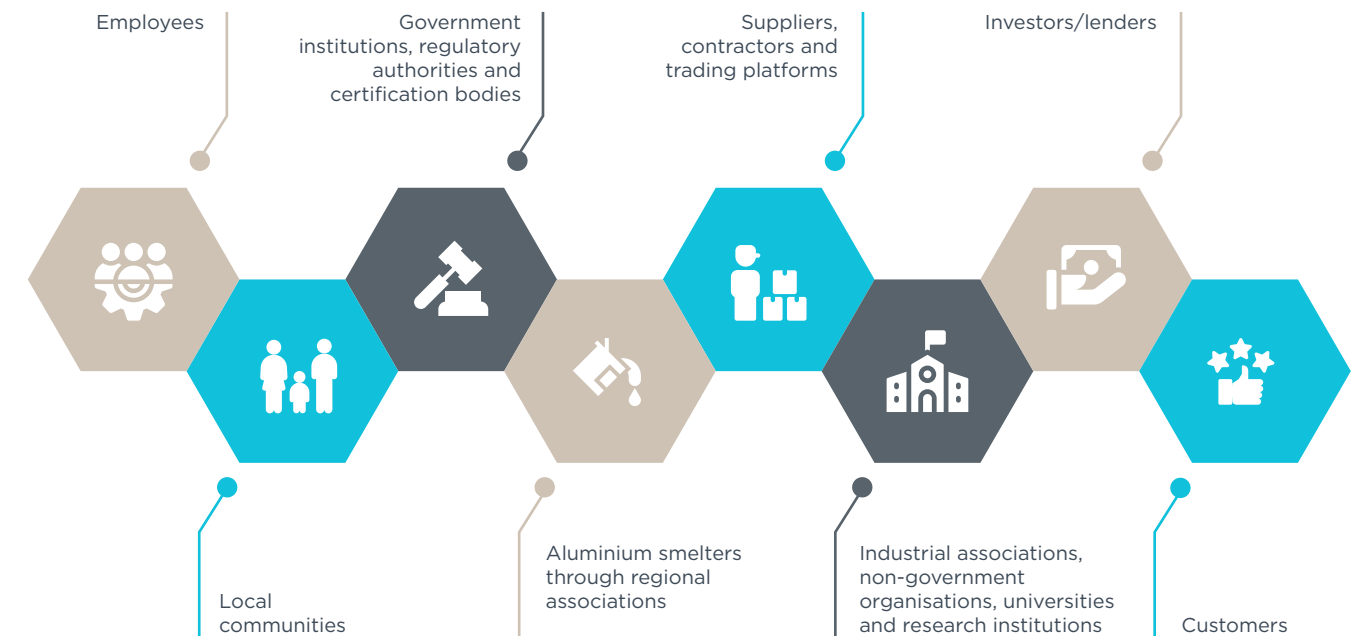 Employees
Government
institutions, regulatory
authorities and
certification bodies
Suppliers,
contractors and
trading platforms
Investors/lenders
Local
communities
Aluminium smelters
through regional
associations
Industrial associations,
non-government
organisations, universities
and research institutions
Customers